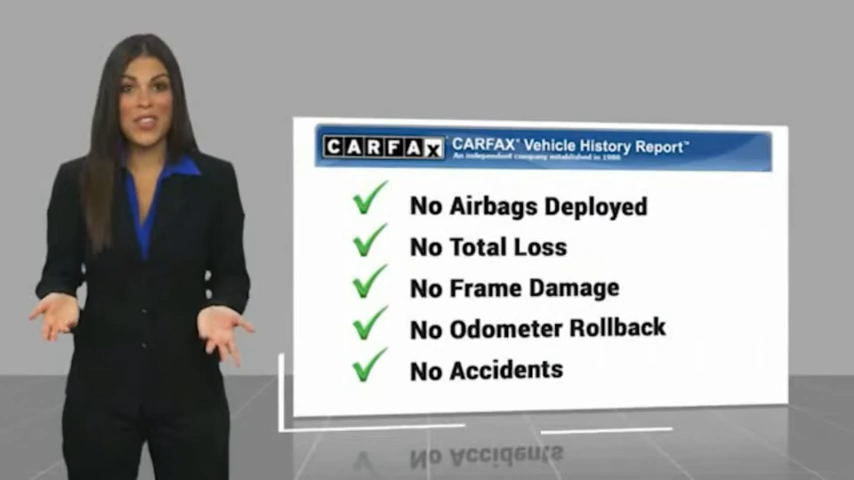 CARFAX CARFAX® Vehicle History Report™
An independent company established in 1986
No Airbags Deployed
No Total Loss
No Frame Damage
No Odometer Rollback
No Accidents
No Accidents